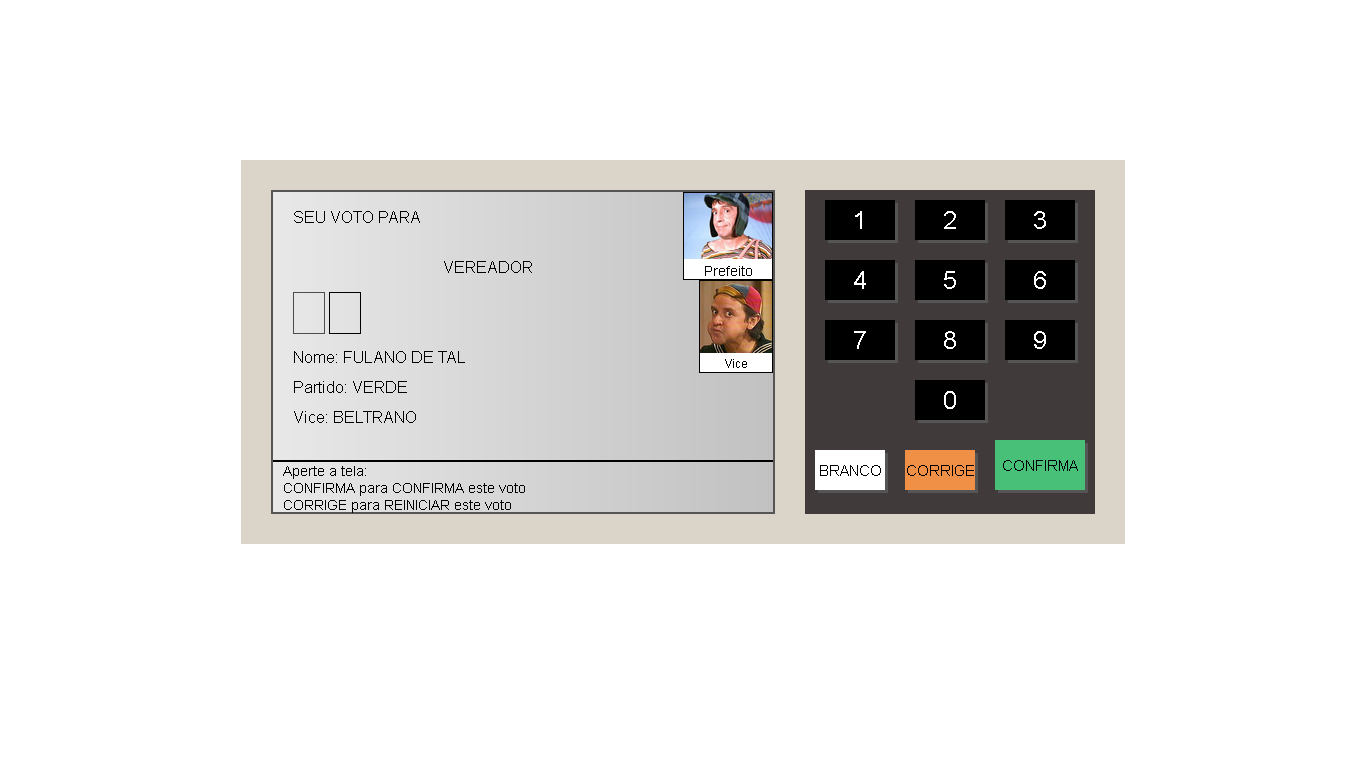 SEU VOTO PARA
VEREADOR
Nome: FULANO DE TAL
Partido: VERDE
Vice: BELTRANO
Prefeito
Vice
Aperte a tela:
CONFIRMA para CONFIRMA este voto
CORRIGE para REINICIAR este voto
1 2 3
4 5 6
7 8 9
0
BRANCO CORRIGE CONFIRMA